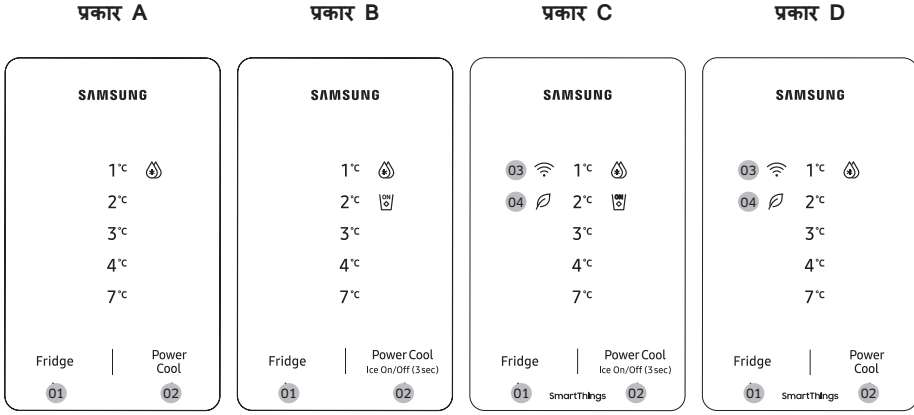 प्रकार A
प्रकार B
प्रकार C
प्रकार D
SAMSUNG
1°C
2°C
3°C
4°C
7°C
Fridge
Power
Cool
01
02
SAMSUNG
1°C
2°C ON
3°C
4°C
7°C
Fridge
Power Cool
Ice On/Off (3 sec)
01
02
SAMSUNG
03 1°C
04 2°C ON
3°C
4°C
7°C
Fridge
Power Cool
Ice On/Off (3 sec)
01 SmartThings 02
SAMSUNG
03 1°C
04 2°C
3°C
4°C
7°C
Fridge
Power
Cool
01 SmartThings 02